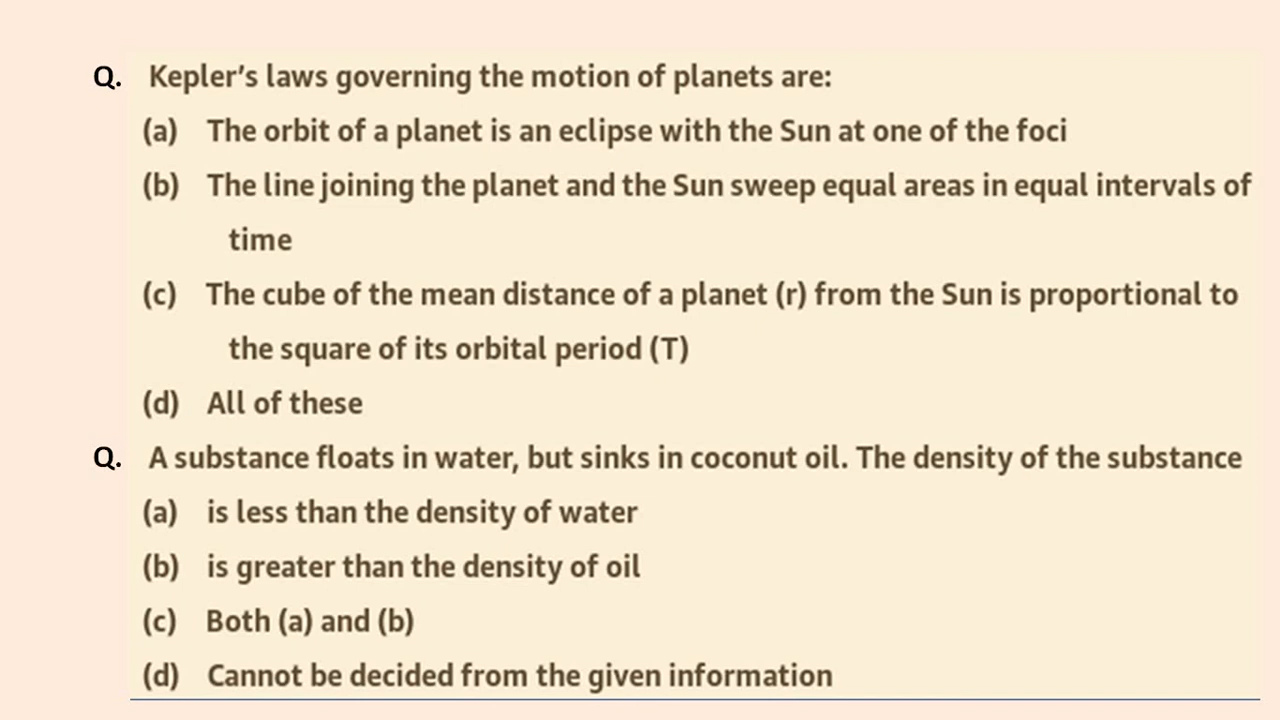 Q. Kepler's laws governing the motion of planets are:
(a) The orbit of a planet is an eclipse with the Sun at one of the foci
(b) The line joining the planet and the Sun sweep equal areas in equal intervals of
time
(c) The cube of the mean distance of a planet (r) from the Sun is proportional to
the square of its orbital period (T)
(d) All of these
Q. A substance floats in water, but sinks in coconut oil. The density of the substance
(a) is less than the density of water
(b) is greater than the density of oil
(c) Both (a) and (b)
(d) Cannot be decided from the given information